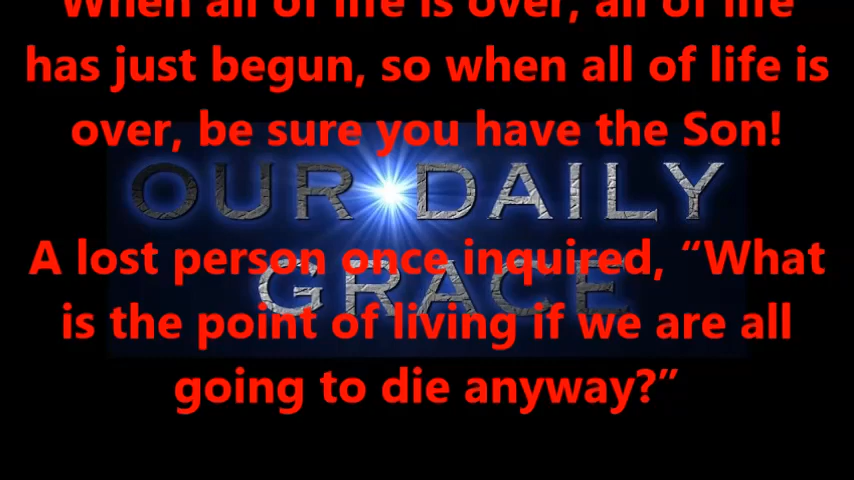 When all of life is over, all of life
has just begun, so when all of life is
over, be sure you have the Son!
OUR DAILY
GRACE
A lost person once inquired, “What
is the point of living if we are all
going to die anyway?”